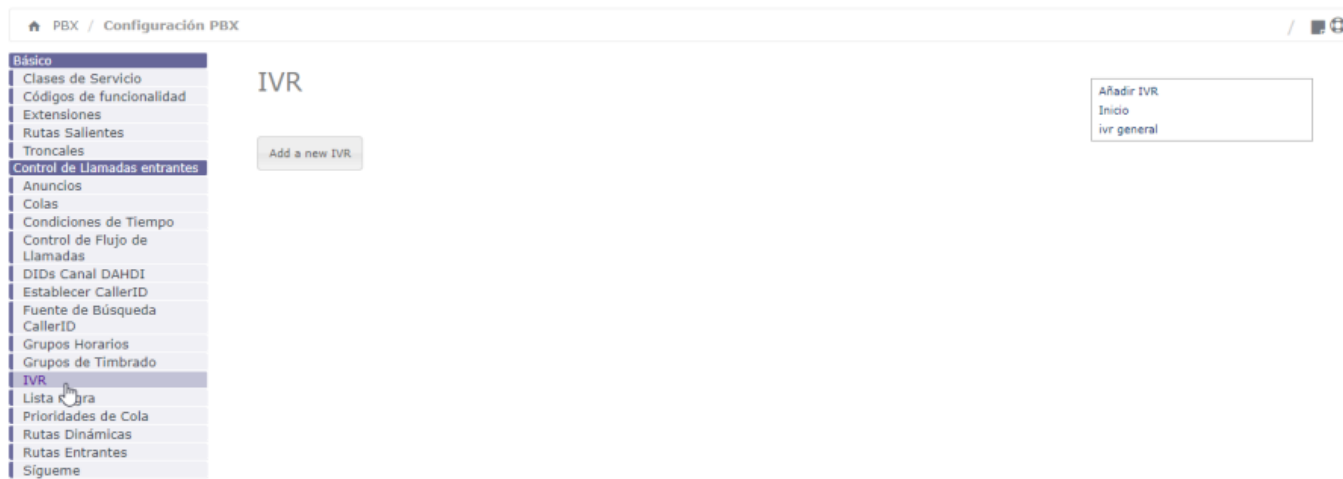 PBX / Configuración PBX /
Básico
Clases de Servicio
Códigos de funcionalidad
Extensiones
Rutas Salientes
Troncales
Control de Llamadas entrantes
Anuncios
Colas
Condiciones de Tiempo
Control de Flujo de
Llamadas
DIDs Canal DAHDI
Establecer CallerID
Fuente de Búsqueda
CallerID
Grupos Horarios
Grupos de Timbrado
IVR
Lista
Prioridades de Cola
Rutas Dinámicas
Rutas Entrantes
Sígueme
IVR
Add a new IVR
Añadir IVR
Inicio
ivr general